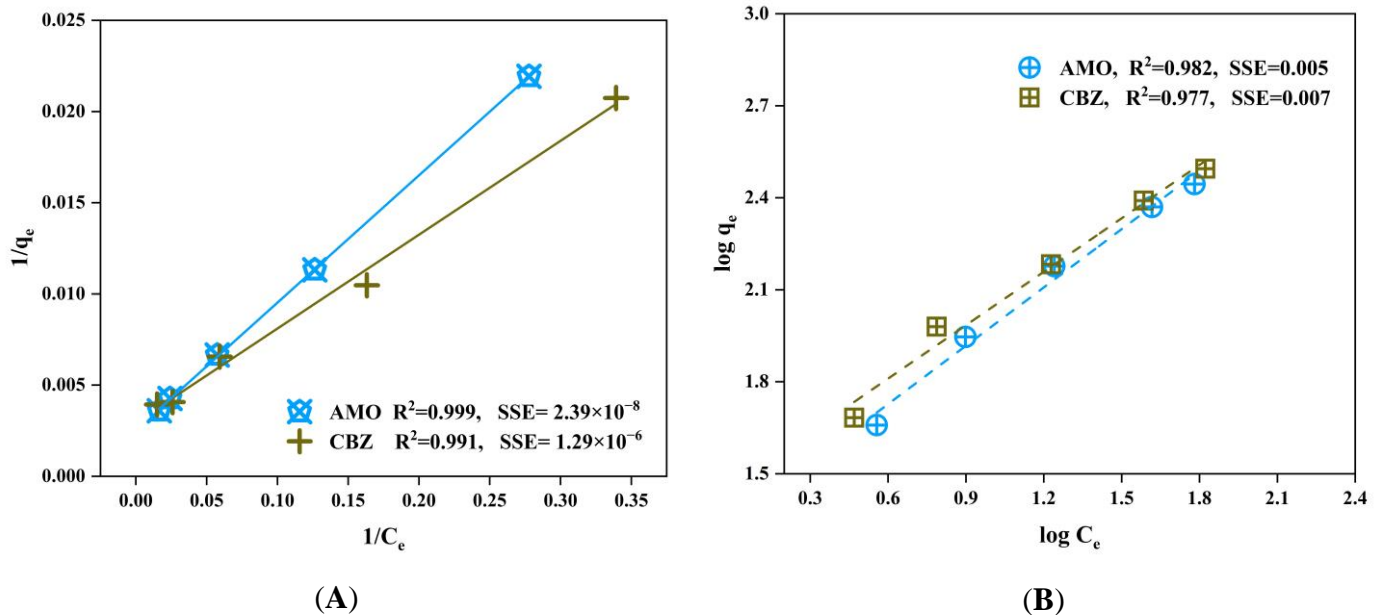 0.025
0.020
0.015
0.010
0.005
0.000
1/qₑ
AMO R²=0.999, SSE= 2.39×10⁻⁸
CBZ R²=0.991, SSE= 1.29×10⁻⁶
0.00 0.05 0.10 0.15 0.20 0.25 0.30 0.35
1/Cₑ
(A)
3.0
2.7
2.4
2.1
1.8
1.5
log qₑ
AMO, R²=0.982, SSE=0.005
CBZ, R²=0.977, SSE=0.007
0.3 0.6 0.9 1.2 1.5 1.8 2.1 2.4
log Cₑ
(B)